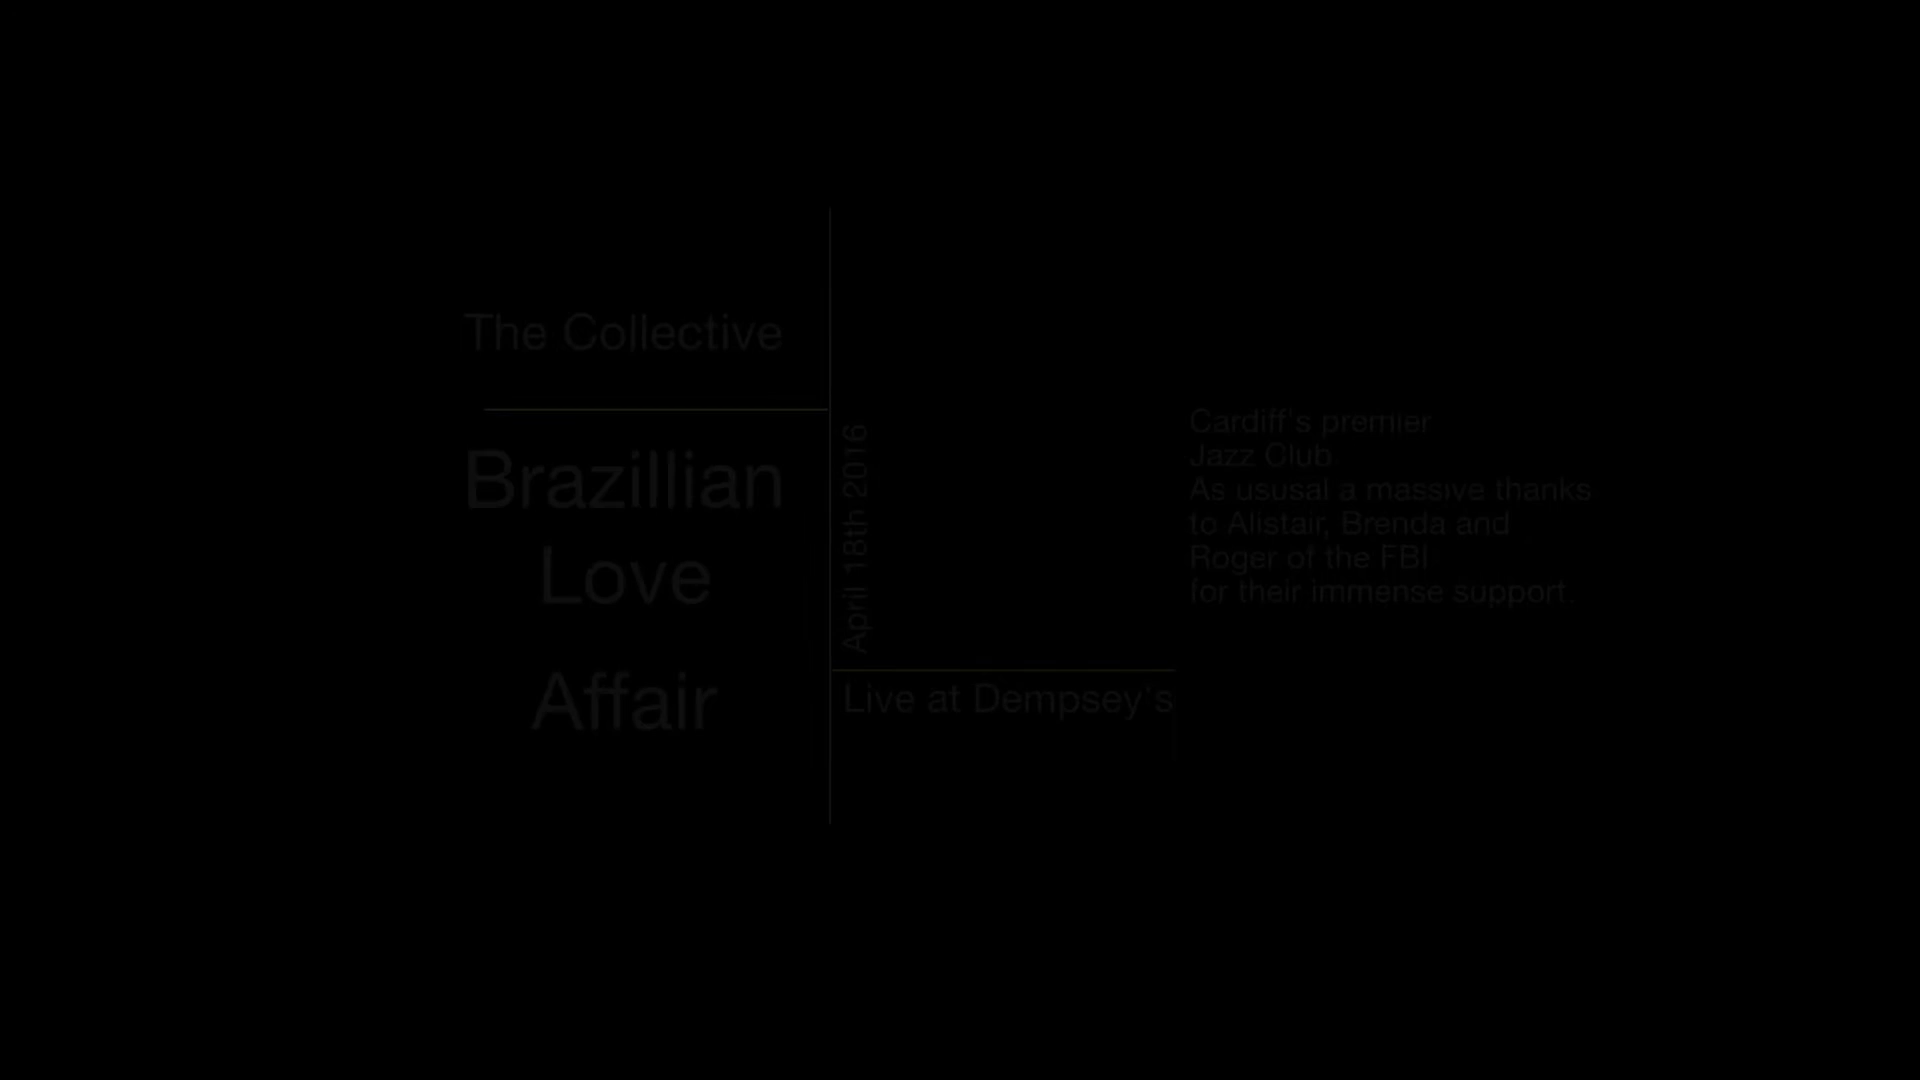 The Collective
Brazillian
Love
Affair
April 18th 2016
Live at Dempsey's
Cardiff's premier
Jazz Club.
As ususal a massive thanks
to Alistair, Brenda and
Roger of the FBI
for their immense support.